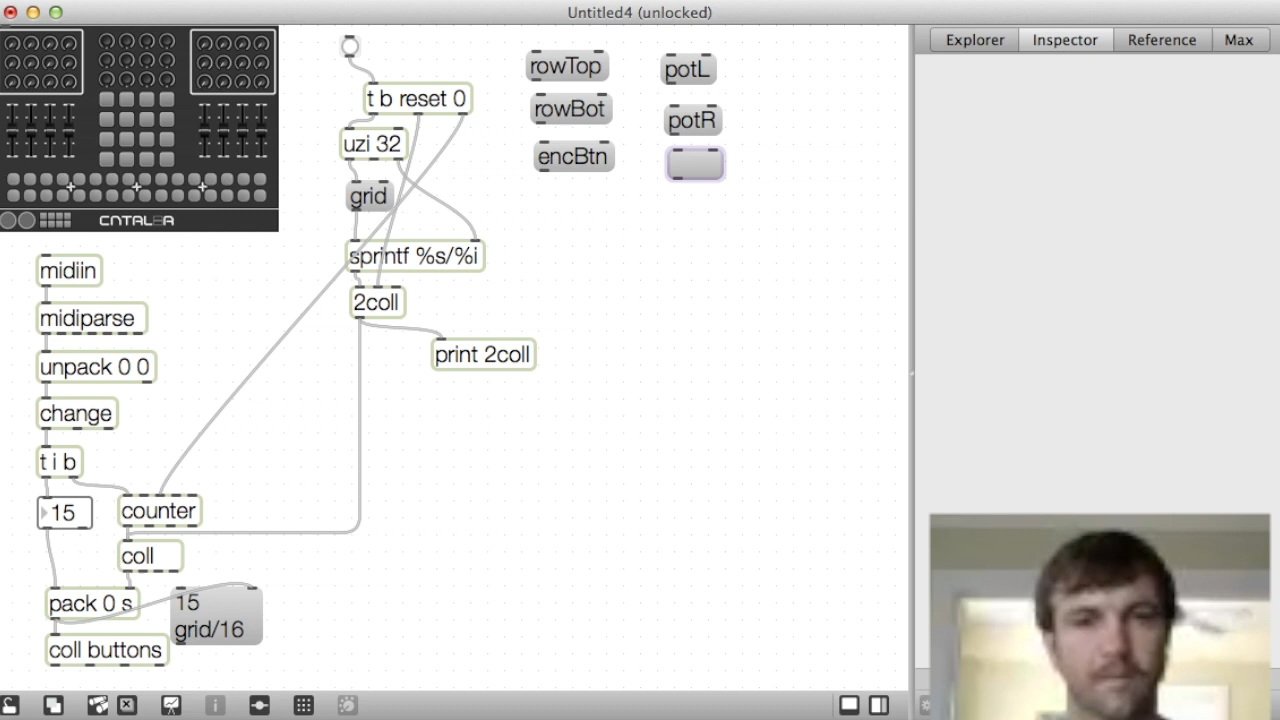 Untitled4 (unlocked)
Explorer
Inspector
Reference
Max
t b reset 0
uzi 32
grid
sprintf %s/%i
2coll
print 2coll
rowTop
rowBot
encBtn
potL
potR
midiin
midiparse
unpack 0 0
change
t i b
15
counter
coll
pack 0 s
15
grid/16
coll buttons